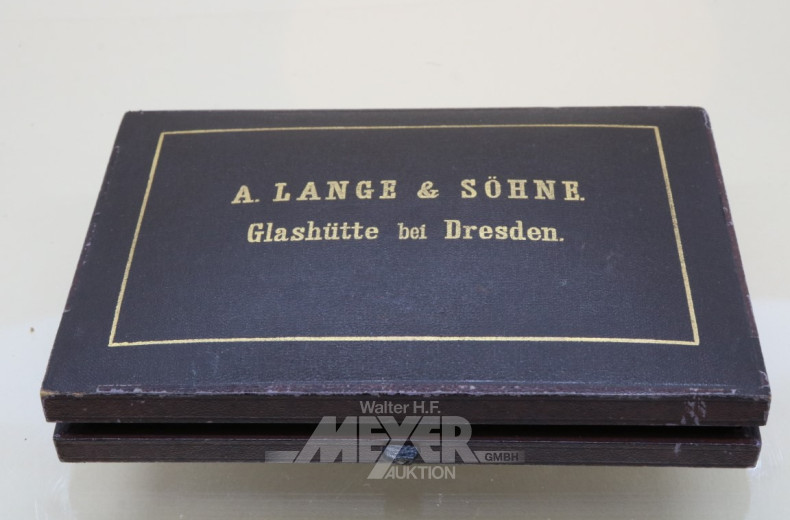 A. LANGE & SÖHNE.
Glashütte bei Dresden.
Walter H.F.
MEYER
GMBH
AUKTION